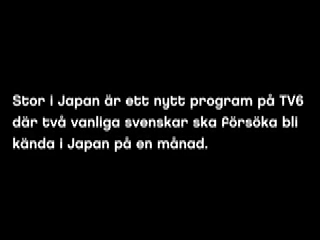 Stor i Japan är ett nytt program på TV6
där två vanliga svenskar ska försöka bli
kända i Japan på en månad.